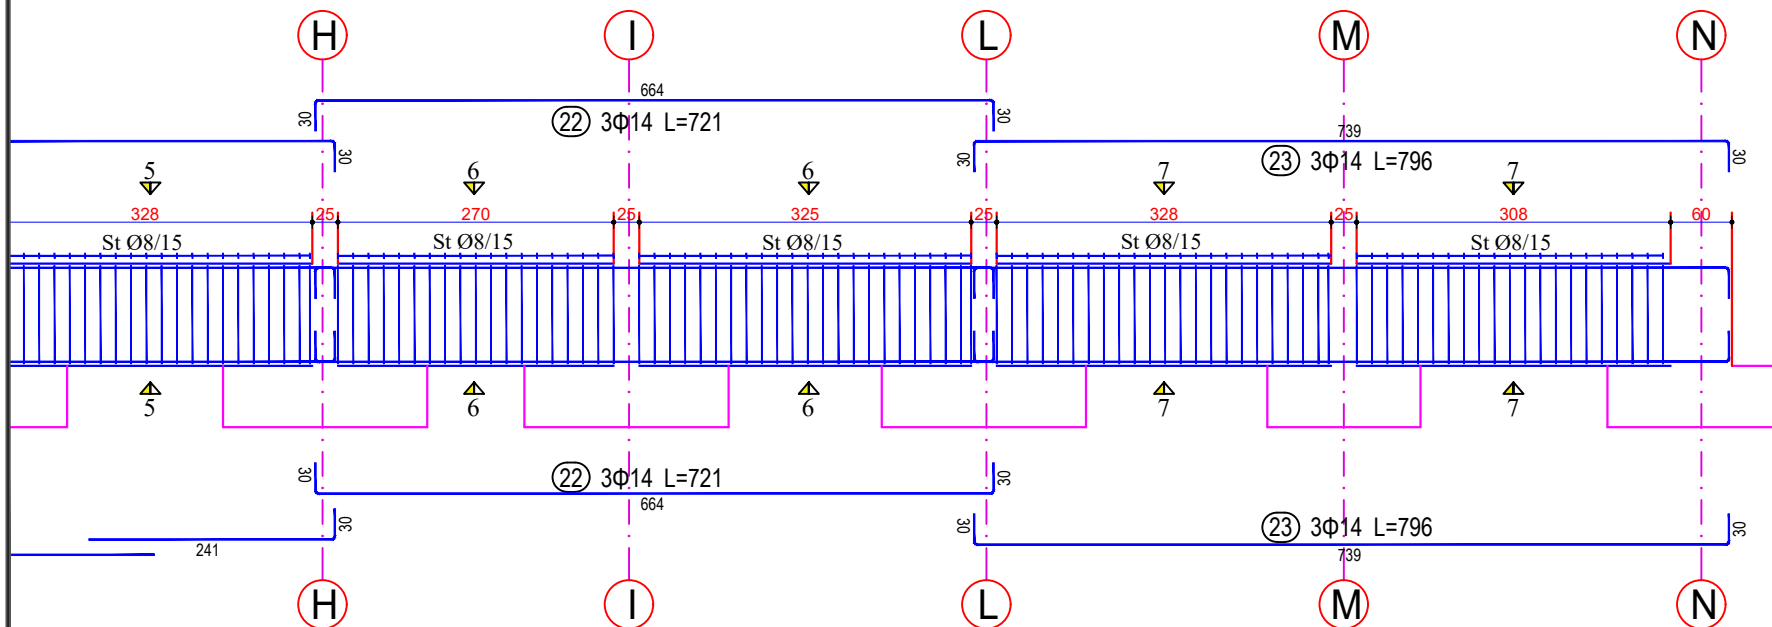 H I L M N
664
30 22 3Φ14 L=721 30
739
30 30 23 3Φ14 L=796 30
5 6 6 7 7
328 25 270 25 325 25 328 25 308 60
St Ø8/15 St Ø8/15 St Ø8/15 St Ø8/15 St Ø8/15
5 6 6 7 7
30 22 3Φ14 L=721 30
664
30 30 23 3Φ14 L=796 30
241 739
H I L M N